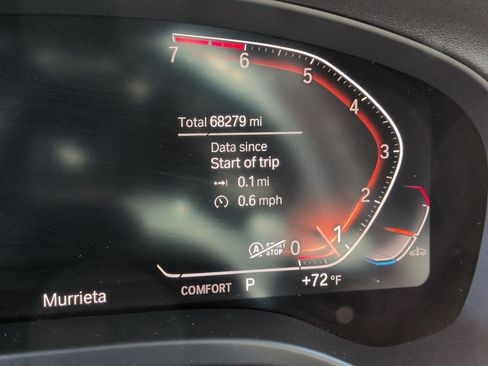 7
6
5
4
3
2
1
0
Total 68279 mi
Data since
Start of trip
0.1 mi
0.6 mph
A START
STOP
COMFORT P +72 °F
Murrieta